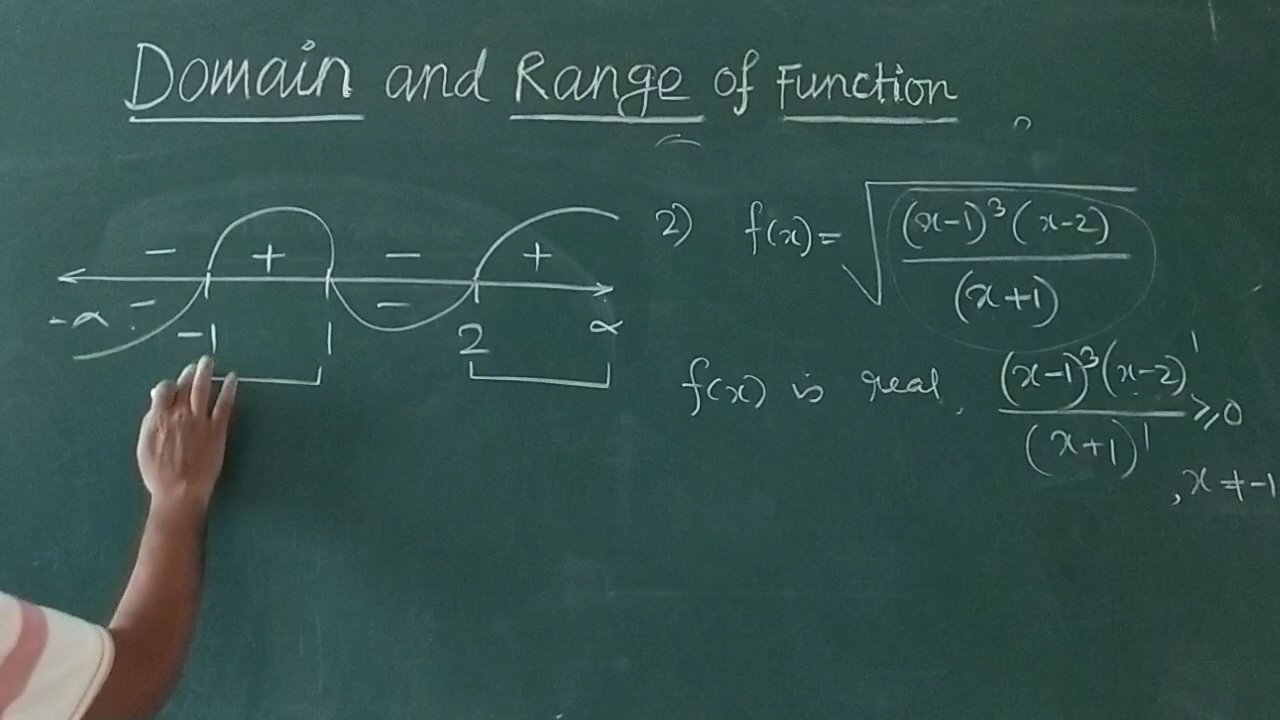 Domain and Range of Function
2) f(x) = √((x-1)³(x-2)/(x+1))
- + - +
-∝ - - ∝
-1 1 2
f(x) is real, (x-1)³(x-2)¹/(x+1)¹ ≥ 0
, x ≠ -1